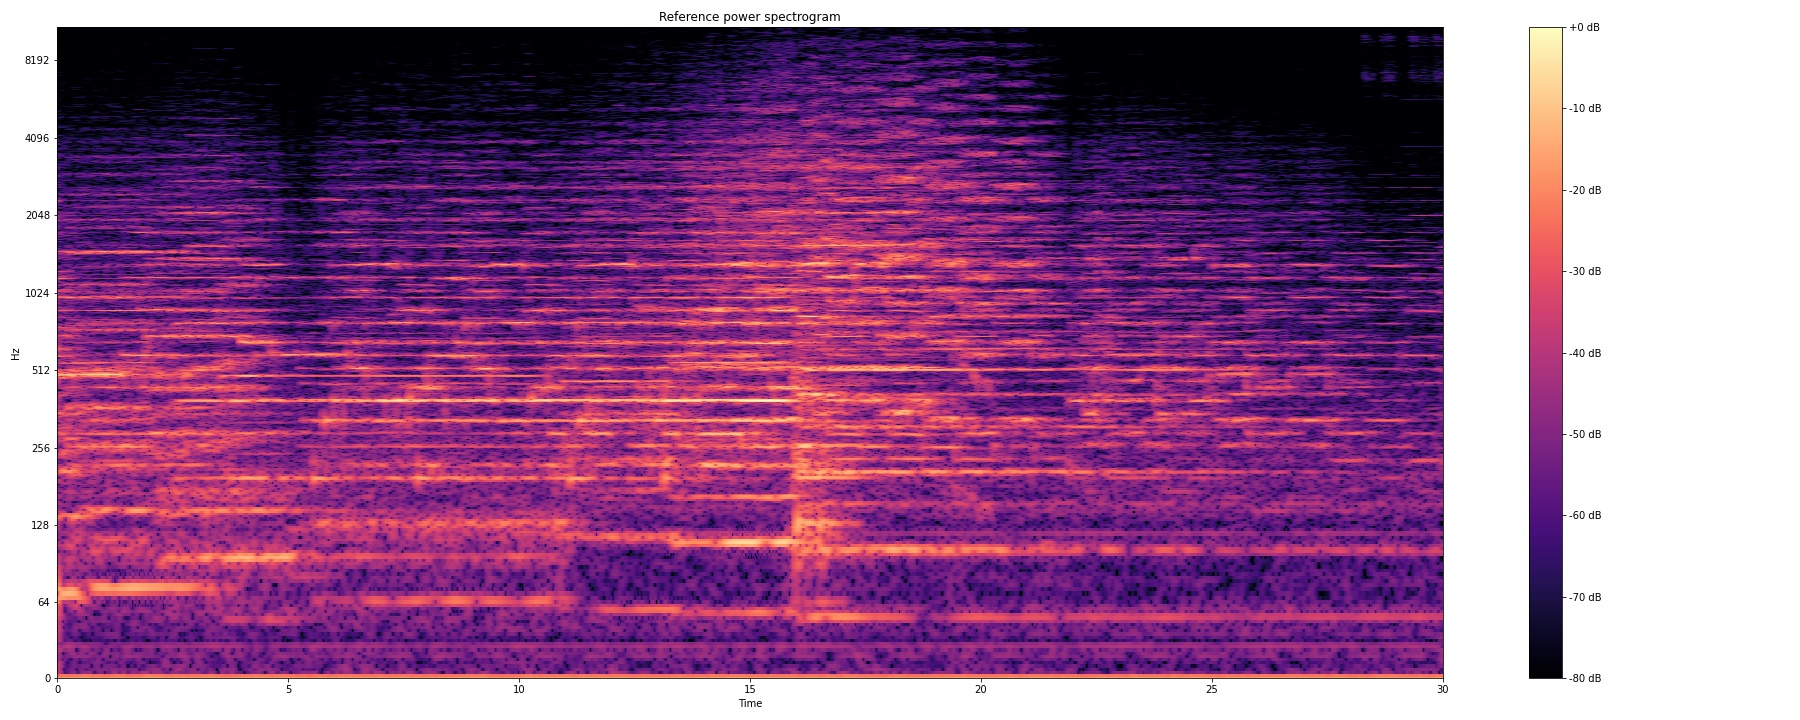 Reference power spectrogram
8192
4096
2048
1024
512
256
128
64
0
Hz
0 5 10 15 20 25 30
Time
+0 dB
-10 dB
-20 dB
-30 dB
-40 dB
-50 dB
-60 dB
-70 dB
-80 dB